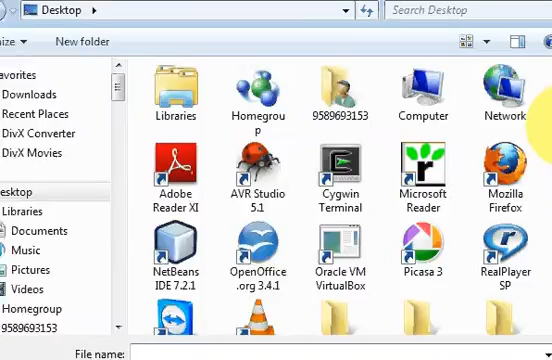 Desktop
Search Desktop
ize
New folder
avorites
Downloads
Recent Places
DivX Converter
DivX Movies
esktop
Libraries
Documents
Music
Pictures
Videos
Homegroup
9589693153
Libraries
Homegrou
p
9589693153
Computer
Network
Adobe
Reader XI
AVR Studio
5.1
Cygwin
Terminal
Microsoft
Reader
Mozilla
Firefox
NetBeans
IDE 7.2.1
OpenOffice
.org 3.4.1
Oracle VM
VirtualBox
Picasa 3
RealPlayer
SP
File name: